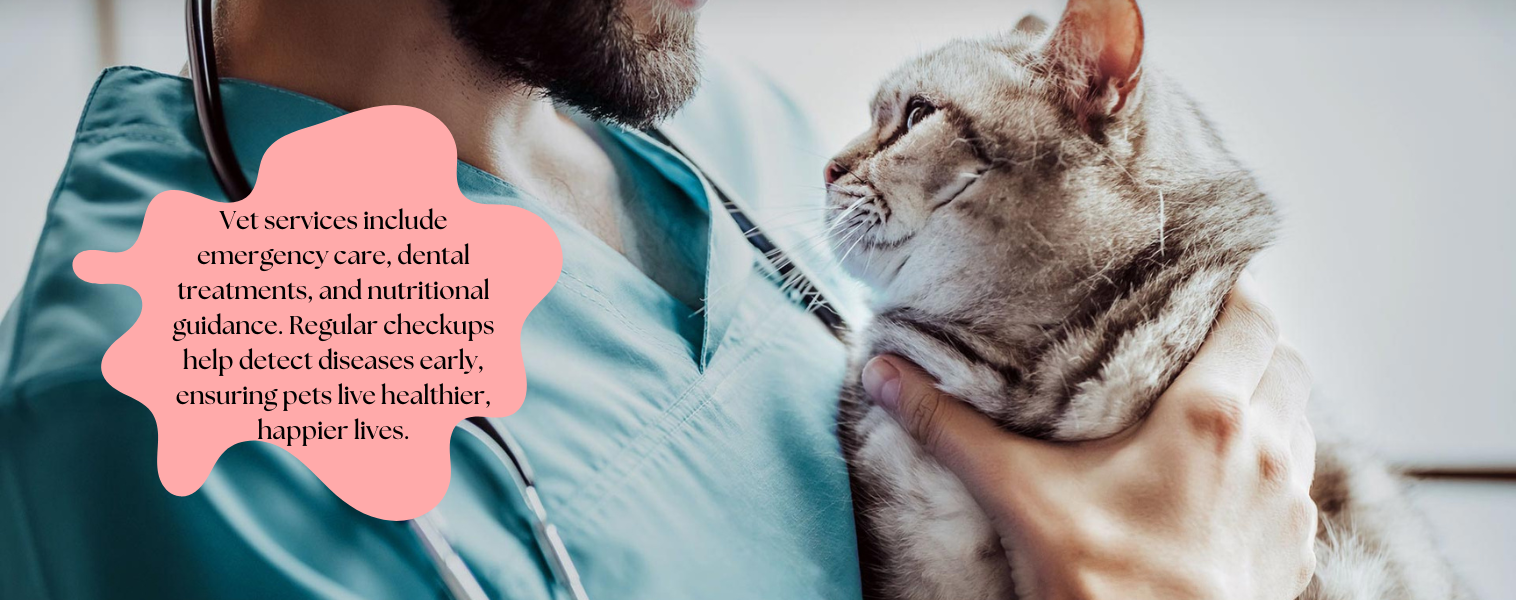 Vet services include
emergency care, dental
treatments, and nutritional
guidance. Regular checkups
help detect diseases early,
ensuring pets live healthier,
happier lives.